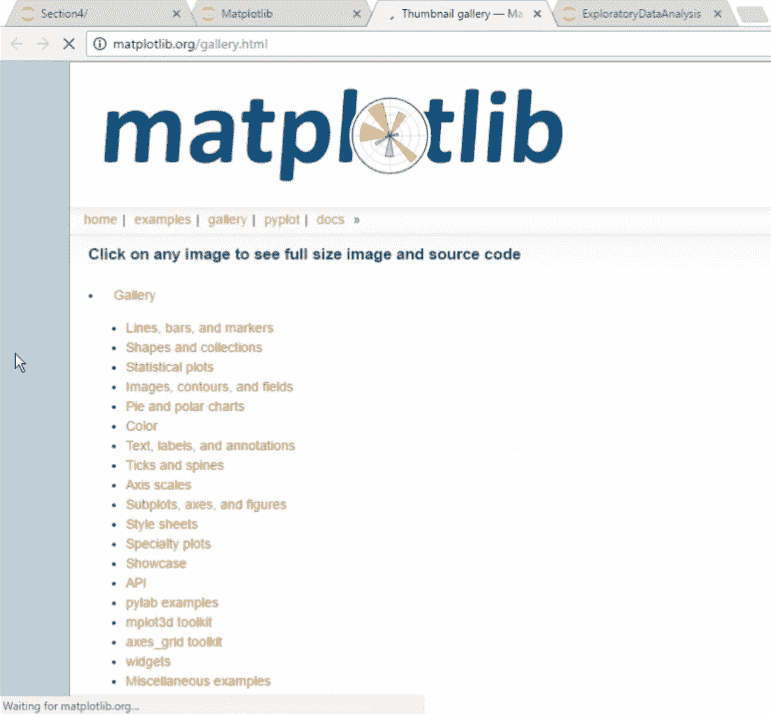 Section4/
Matplotlib
Thumbnail gallery — Ma
ExploratoryDataAnalysis
matplotlib.org/gallery.html
matplotlib
home | examples | gallery | pyplot | docs »
Click on any image to see full size image and source code
• Gallery
• Lines, bars, and markers
• Shapes and collections
• Statistical plots
• Images, contours, and fields
• Pie and polar charts
• Color
• Text, labels, and annotations
• Ticks and spines
• Axis scales
• Subplots, axes, and figures
• Style sheets
• Specialty plots
• Showcase
• API
• pylab examples
• mplot3d toolkit
• axes_grid toolkit
• widgets
• Miscellaneous examples
Waiting for matplotlib.org...